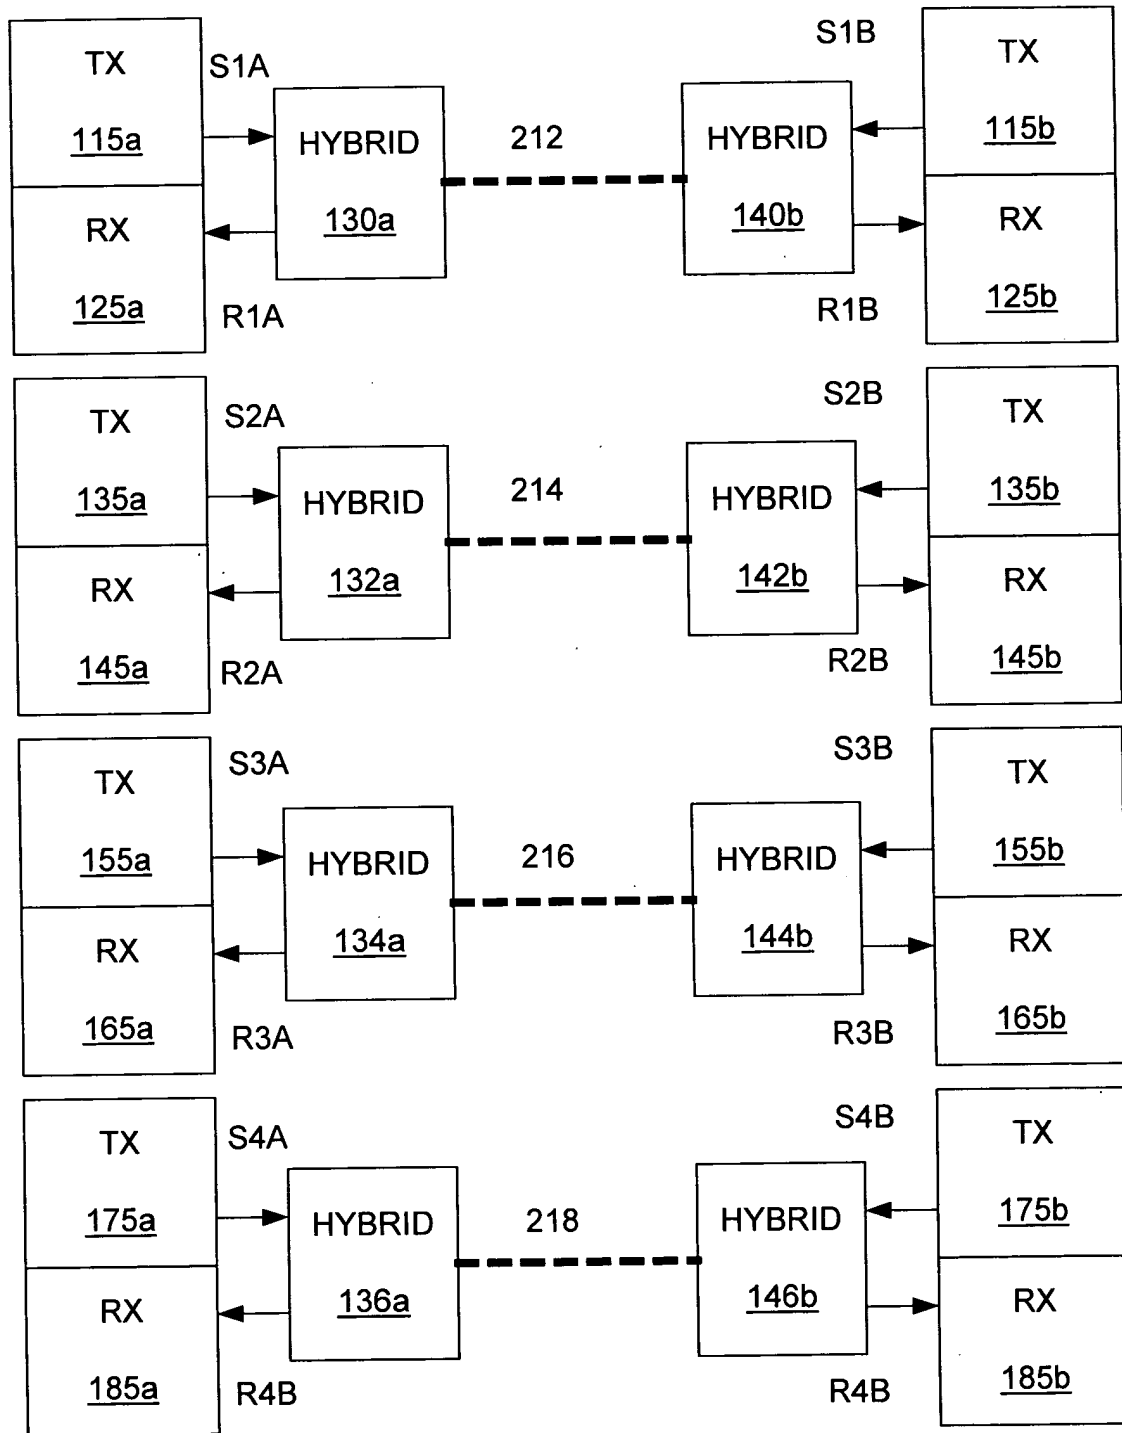 S1B
TX
TX
S1A
115a
HYBRID
212
HYBRID
115b
RX
130a
140b
RX
125a
R1A
R1B
125b
S2B
TX
S2A
TX
135a
HYBRID
214
HYBRID
135b
RX
132a
142b
RX
145a
R2A
R2B
145b
S3B
TX
S3A
TX
155a
HYBRID
216
HYBRID
155b
RX
134a
144b
RX
165a
R3A
R3B
165b
S4B
TX
S4A
TX
175a
HYBRID
218
HYBRID
175b
RX
136a
146b
RX
185a
R4B
R4B
185b